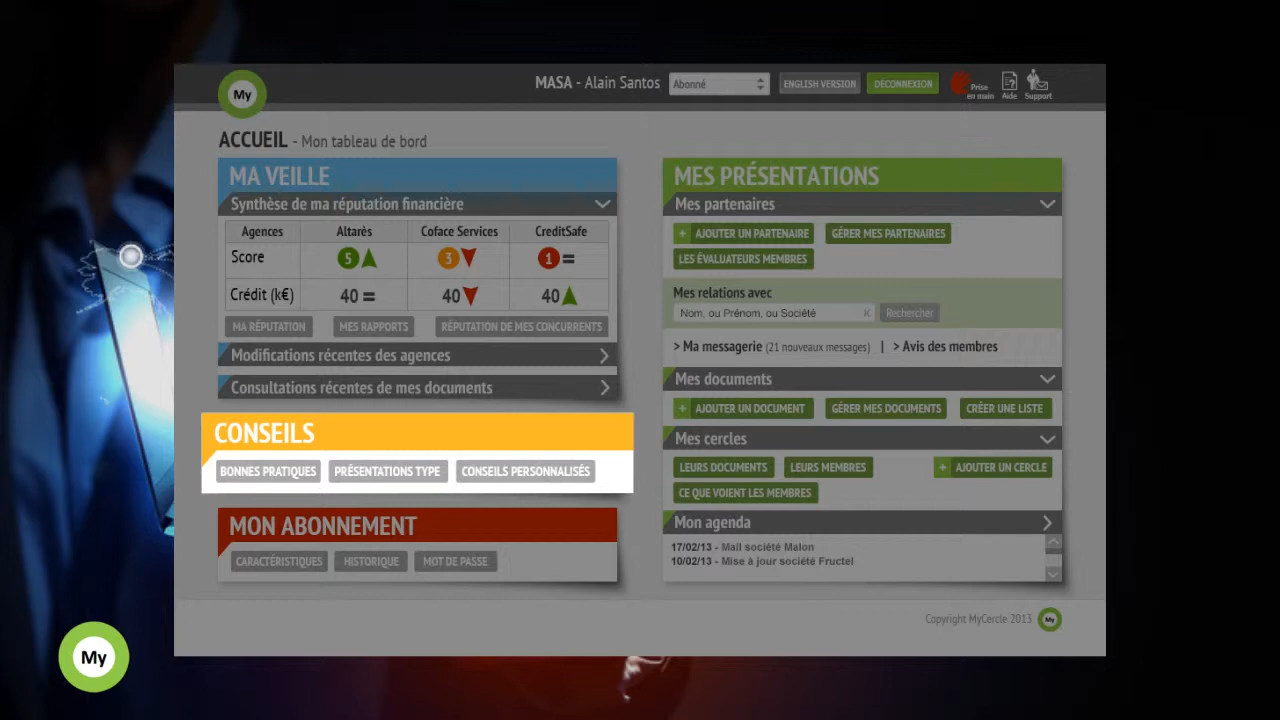 My
MASA - Alain Santos
Abonné
ENGLISH VERSION
DÉCONNEXION
Prise
en main
Aide
Support
ACCUEIL - Mon tableau de bord
MA VEILLE
Synthèse de ma réputation financière
Agences Altarès Coface Services CreditSafe
Score 5 3 1 =
Crédit (k€) 40 = 40 40
MA RÉPUTATION MES RAPPORTS RÉPUTATION DE MES CONCURRENTS
Modifications récentes des agences
Consultations récentes de mes documents
CONSEILS
BONNES PRATIQUES PRÉSENTATIONS TYPE CONSEILS PERSONNALISÉS
MON ABONNEMENT
CARACTÉRISTIQUES HISTORIQUE MOT DE PASSE
MES PRÉSENTATIONS
Mes partenaires
+ AJOUTER UN PARTENAIRE GÉRER MES PARTENAIRES
LES ÉVALUATEURS MEMBRES
Mes relations avec
Nom, ou Prénom, ou Société × Rechercher
> Ma messagerie (21 nouveaux messages) | > Avis des membres
Mes documents
+ AJOUTER UN DOCUMENT GÉRER MES DOCUMENTS CRÉER UNE LISTE
Mes cercles
LEURS DOCUMENTS LEURS MEMBRES + AJOUTER UN CERCLE
CE QUE VOIENT LES MEMBRES
Mon agenda
17/02/13 - Mail société Malon
10/02/13 - Mise à jour société Fructel
Copyright MyCercle 2013 My
My